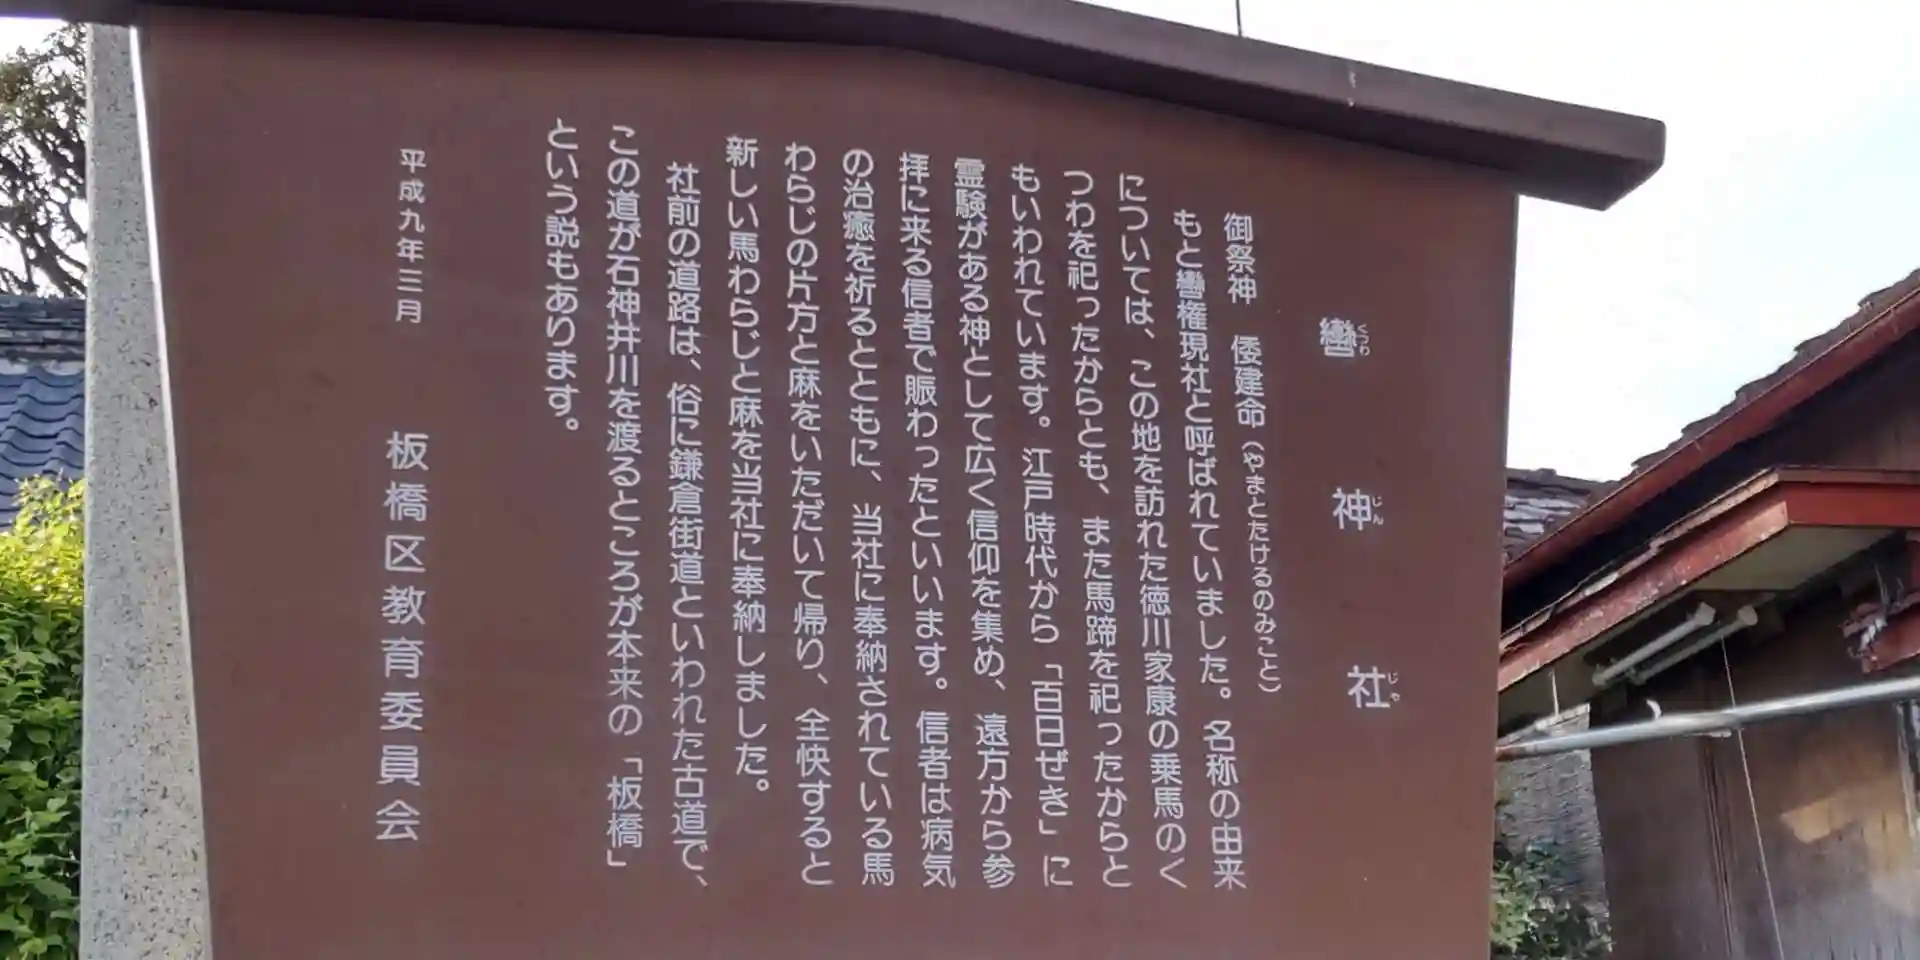 轡神社
くつわじんじゃ
御祭神 倭建命（やまとたけるのみこと）
もと轡権現社と呼ばれていました。名称の由来
については、この地を訪れた徳川家康の乗馬のく
つわを祀ったからとも、また馬蹄を祀ったからと
もいわれています。江戸時代から「百日ぜき」に
霊験がある神として広く信仰を集め、遠方から参
拝に来る信者で賑わったといいます。信者は病気
の治癒を祈るとともに、当社に奉納されている馬
わらじの片方と麻をいただいて帰り、全快すると
新しい馬わらじと麻を当社に奉納しました。
社前の道路は、俗に鎌倉街道といわれた古道で、
この道が石神井川を渡るところが本来の「板橋」
という説もあります。
平成九年三月 板橋区教育委員会